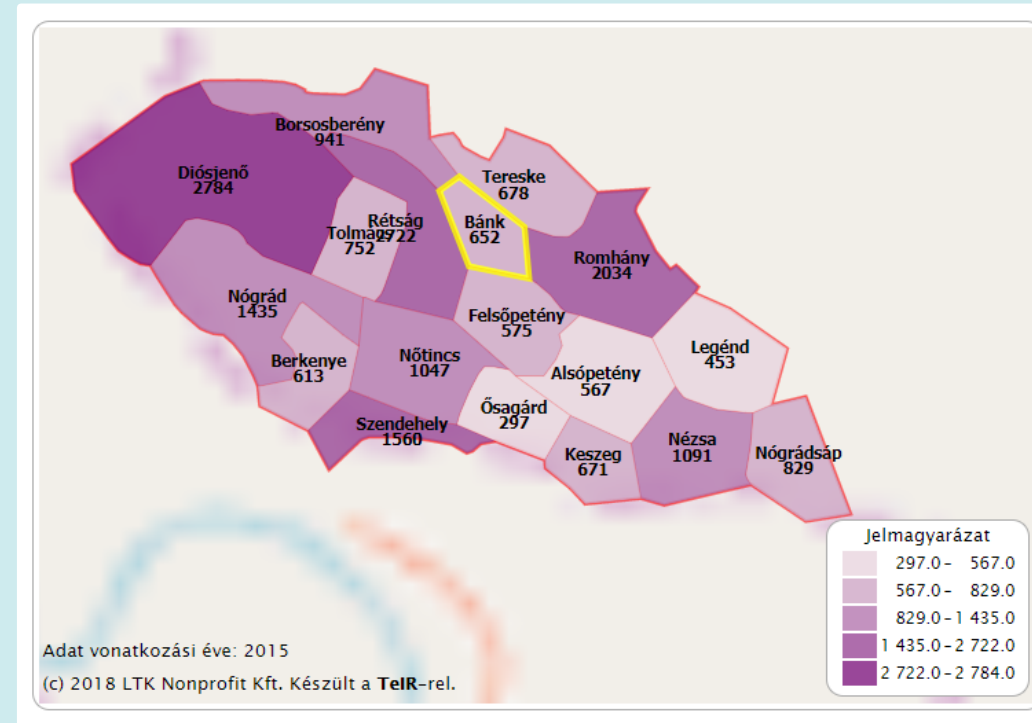 Borsosberény
941
Diósjenő
2784
Tereske
678
Rétság
2722
Bánk
652
Tolmács
752
Romhány
2034
Nógrád
1435
Felsőpetény
575
Legénd
453
Berkenye
613
Nőtincs
1047
Alsópetény
567
Ősagárd
297
Szendehely
1560
Keszeg
671
Nézsa
1091
Nógrádsáp
829
Jelmagyarázat
297.0 - 567.0
567.0 - 829.0
829.0 - 1 435.0
1 435.0 - 2 722.0
2 722.0 - 2 784.0
Adat vonatkozási éve: 2015
(c) 2018 LTK Nonprofit Kft. Készült a TeIR-rel.